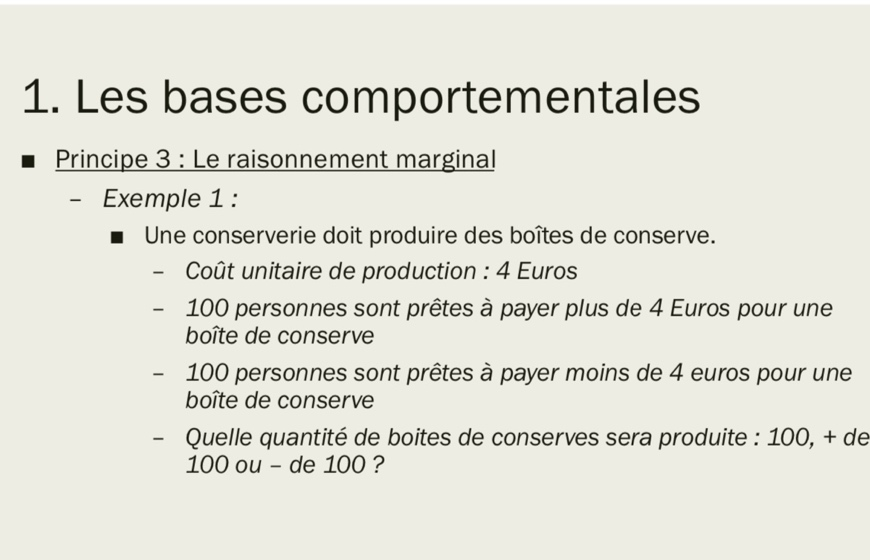 1. Les bases comportementales
■ Principe 3 : Le raisonnement marginal
– Exemple 1 :
■ Une conserverie doit produire des boîtes de conserve.
– Coût unitaire de production : 4 Euros
– 100 personnes sont prêtes à payer plus de 4 Euros pour une
boîte de conserve
– 100 personnes sont prêtes à payer moins de 4 euros pour une
boîte de conserve
– Quelle quantité de boites de conserves sera produite : 100, + de
100 ou – de 100 ?